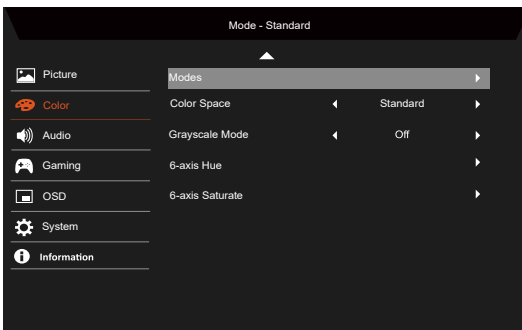 Mode - Standard
Picture
Color
Audio
Gaming
OSD
System
Information
Modes
Color Space Standard
Grayscale Mode Off
6-axis Hue
6-axis Saturate